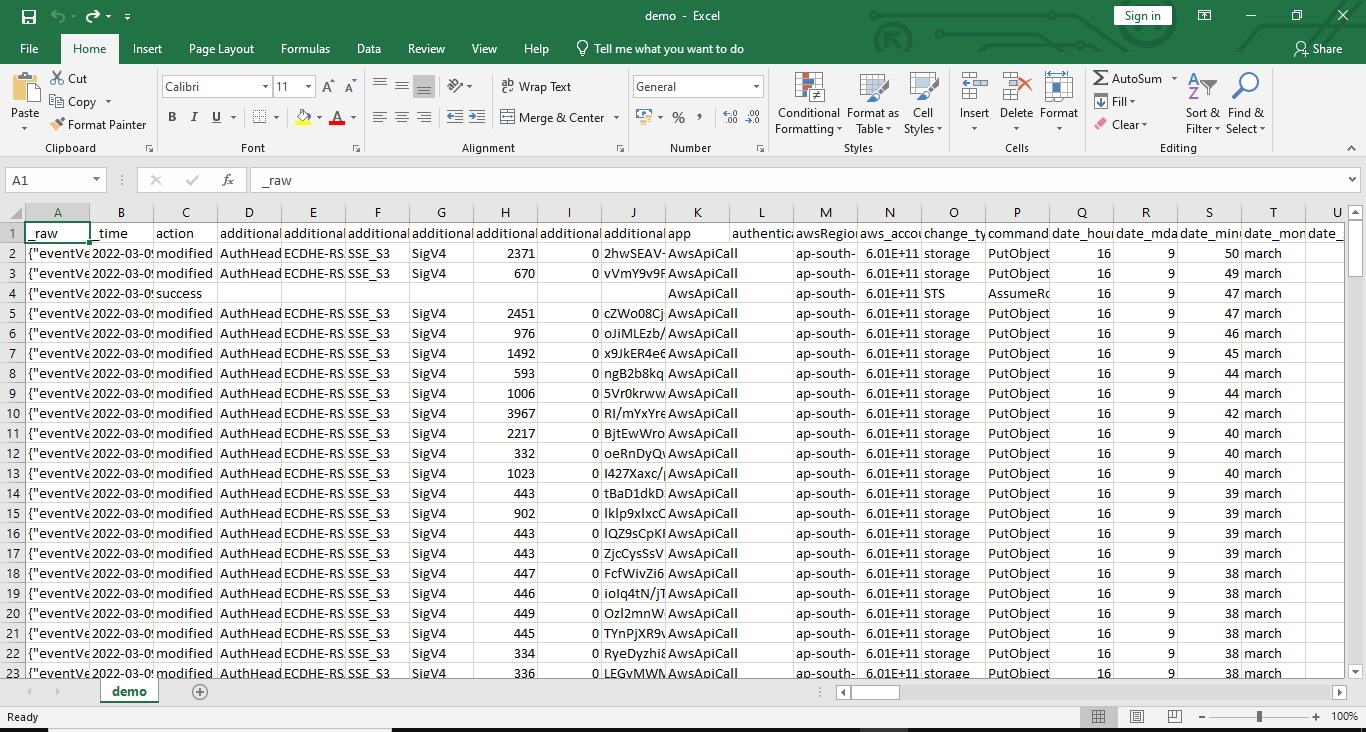 demo - Excel
Sign in
File Home Insert Page Layout Formulas Data Review View Help Tell me what you want to do Share
Paste
Cut
Copy
Format Painter
Clipboard
Calibri 11
B I U
Font
Wrap Text
Merge & Center
Alignment
General
Number
Conditional Formatting
Format as Table
Cell Styles
Styles
Insert Delete Format
Cells
AutoSum
Fill
Clear
Sort & Filter
Find & Select
Editing
A1 fx _raw
A B C D E F G H I J K L M N O P Q R S T U
1 _raw _time action additional additional additional additional additional additional additional app authentica awsRegion aws_accou change_ty command date_hou date_mda date_minu date_mon date_
2 {"eventVe 2022-03-09 modified AuthHead ECDHE-RS SSE_S3 SigV4 2371 0 2hwSEAV- AwsApiCall ap-south- 6.01E+11 storage PutObject 16 9 50 march
3 {"eventVe 2022-03-09 modified AuthHead ECDHE-RS SSE_S3 SigV4 670 0 vVmY9v9F AwsApiCall ap-south- 6.01E+11 storage PutObject 16 9 49 march
4 {"eventVe 2022-03-09 success AwsApiCall ap-south- 6.01E+11 STS AssumeRo 16 9 47 march
5 {"eventVe 2022-03-09 modified AuthHead ECDHE-RS SSE_S3 SigV4 2451 0 cZWo08Cj AwsApiCall ap-south- 6.01E+11 storage PutObject 16 9 47 march
6 {"eventVe 2022-03-09 modified AuthHead ECDHE-RS SSE_S3 SigV4 976 0 oJiMLEzb/ AwsApiCall ap-south- 6.01E+11 storage PutObject 16 9 46 march
7 {"eventVe 2022-03-09 modified AuthHead ECDHE-RS SSE_S3 SigV4 1492 0 x9JkER4e6 AwsApiCall ap-south- 6.01E+11 storage PutObject 16 9 45 march
8 {"eventVe 2022-03-09 modified AuthHead ECDHE-RS SSE_S3 SigV4 593 0 ngB2b8kq AwsApiCall ap-south- 6.01E+11 storage PutObject 16 9 44 march
9 {"eventVe 2022-03-09 modified AuthHead ECDHE-RS SSE_S3 SigV4 1006 0 5Vr0krww AwsApiCall ap-south- 6.01E+11 storage PutObject 16 9 44 march
10 {"eventVe 2022-03-09 modified AuthHead ECDHE-RS SSE_S3 SigV4 3967 0 RI/mYxYre AwsApiCall ap-south- 6.01E+11 storage PutObject 16 9 42 march
11 {"eventVe 2022-03-09 modified AuthHead ECDHE-RS SSE_S3 SigV4 2217 0 BjtEwWro AwsApiCall ap-south- 6.01E+11 storage PutObject 16 9 40 march
12 {"eventVe 2022-03-09 modified AuthHead ECDHE-RS SSE_S3 SigV4 332 0 oeRnDyQv AwsApiCall ap-south- 6.01E+11 storage PutObject 16 9 40 march
13 {"eventVe 2022-03-09 modified AuthHead ECDHE-RS SSE_S3 SigV4 1023 0 I427Xaxc/ AwsApiCall ap-south- 6.01E+11 storage PutObject 16 9 40 march
14 {"eventVe 2022-03-09 modified AuthHead ECDHE-RS SSE_S3 SigV4 443 0 tBaD1dkD AwsApiCall ap-south- 6.01E+11 storage PutObject 16 9 39 march
15 {"eventVe 2022-03-09 modified AuthHead ECDHE-RS SSE_S3 SigV4 902 0 lklp9xIxcC AwsApiCall ap-south- 6.01E+11 storage PutObject 16 9 39 march
16 {"eventVe 2022-03-09 modified AuthHead ECDHE-RS SSE_S3 SigV4 443 0 lQZ9sCpKF AwsApiCall ap-south- 6.01E+11 storage PutObject 16 9 39 march
17 {"eventVe 2022-03-09 modified AuthHead ECDHE-RS SSE_S3 SigV4 443 0 ZjcCysSsV AwsApiCall ap-south- 6.01E+11 storage PutObject 16 9 39 march
18 {"eventVe 2022-03-09 modified AuthHead ECDHE-RS SSE_S3 SigV4 447 0 FcfWivZi6 AwsApiCall ap-south- 6.01E+11 storage PutObject 16 9 38 march
19 {"eventVe 2022-03-09 modified AuthHead ECDHE-RS SSE_S3 SigV4 446 0 ioIq4tN/jT AwsApiCall ap-south- 6.01E+11 storage PutObject 16 9 38 march
20 {"eventVe 2022-03-09 modified AuthHead ECDHE-RS SSE_S3 SigV4 449 0 Ozl2mnW AwsApiCall ap-south- 6.01E+11 storage PutObject 16 9 38 march
21 {"eventVe 2022-03-09 modified AuthHead ECDHE-RS SSE_S3 SigV4 445 0 TYnPjXR9v AwsApiCall ap-south- 6.01E+11 storage PutObject 16 9 38 march
22 {"eventVe 2022-03-09 modified AuthHead ECDHE-RS SSE_S3 SigV4 334 0 RyeDyzhi8 AwsApiCall ap-south- 6.01E+11 storage PutObject 16 9 38 march
23 {"eventVe 2022-03-09 modified AuthHead ECDHE-RS SSE_S3 SigV4 336 0 LEGvMWM AwsApiCall ap-south- 6.01E+11 storage PutObject 16 9 38 march
demo
Ready 100%